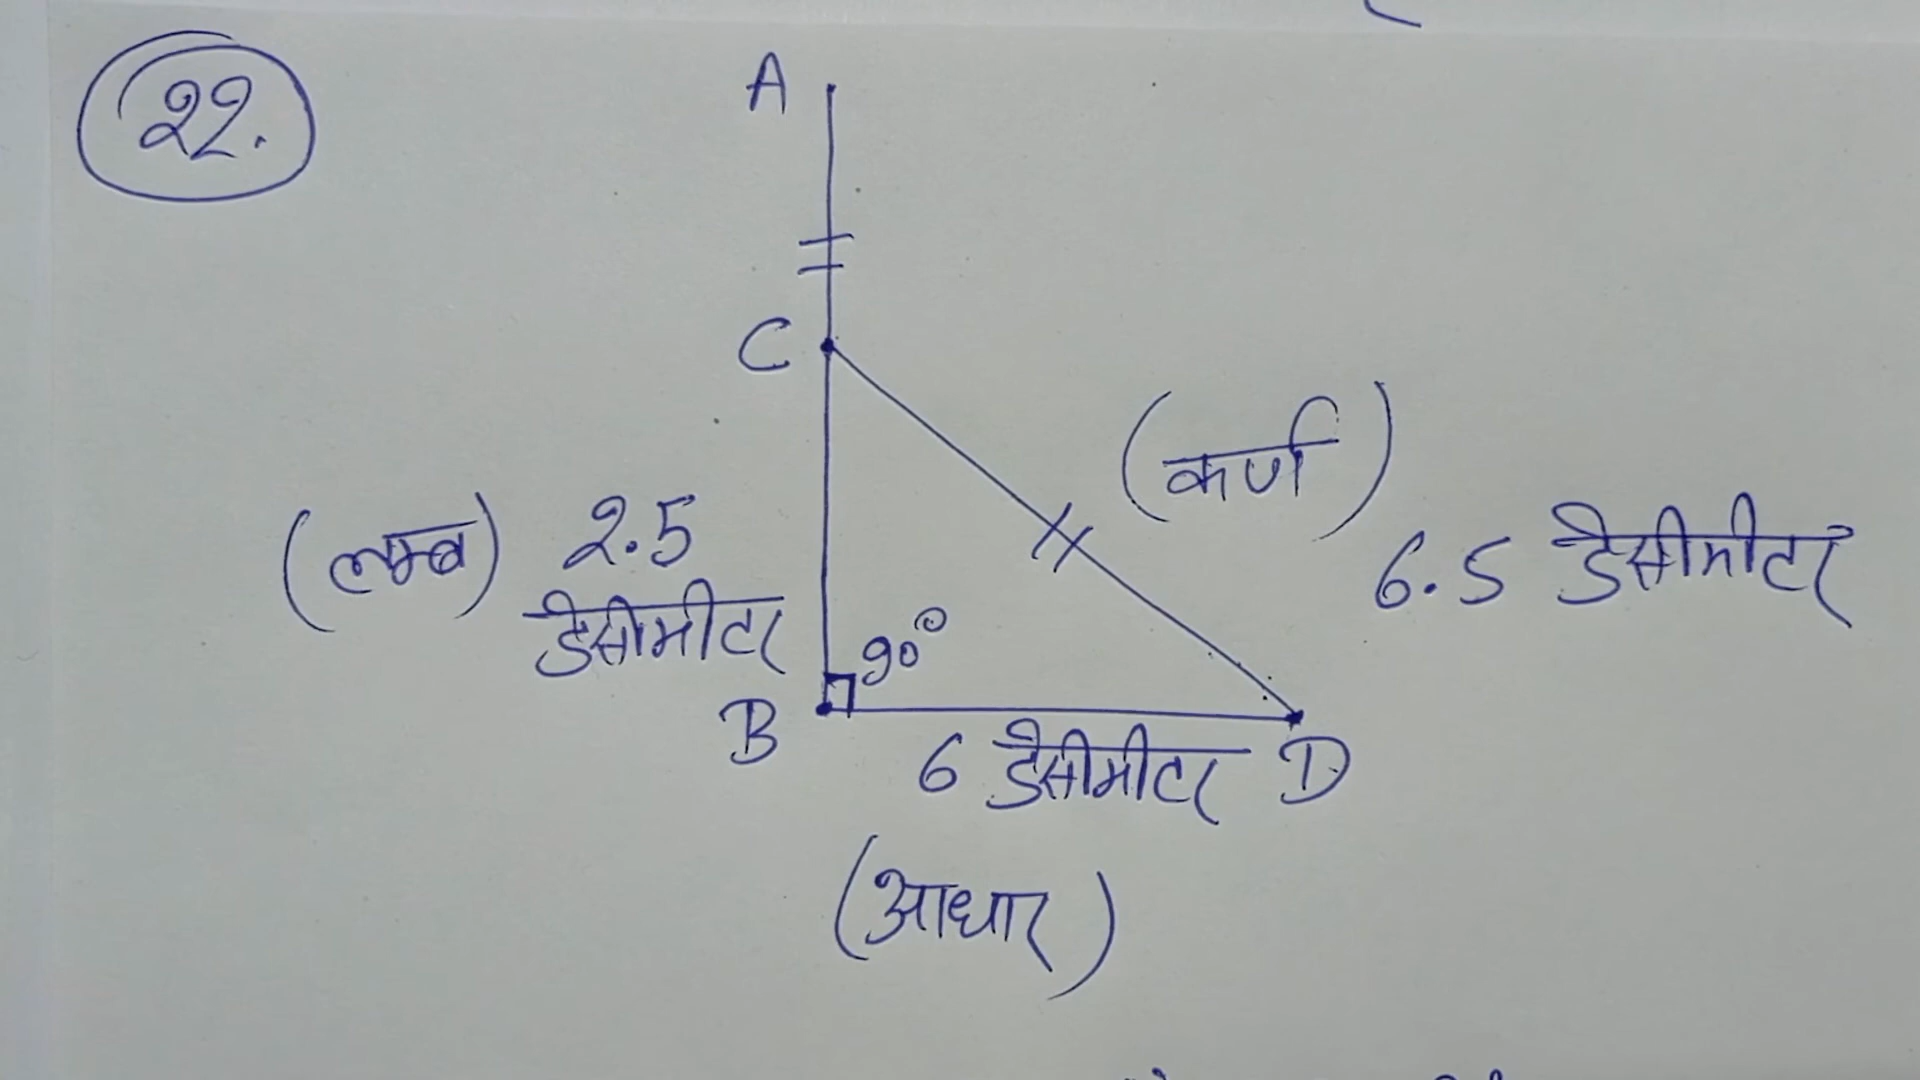 22.
A
C
(कर्ण)
(लम्ब) 2.5
डेसीमीटर
6.5 डेसीमीटर
90°
B
6 डेसीमीटर D
(आधार)